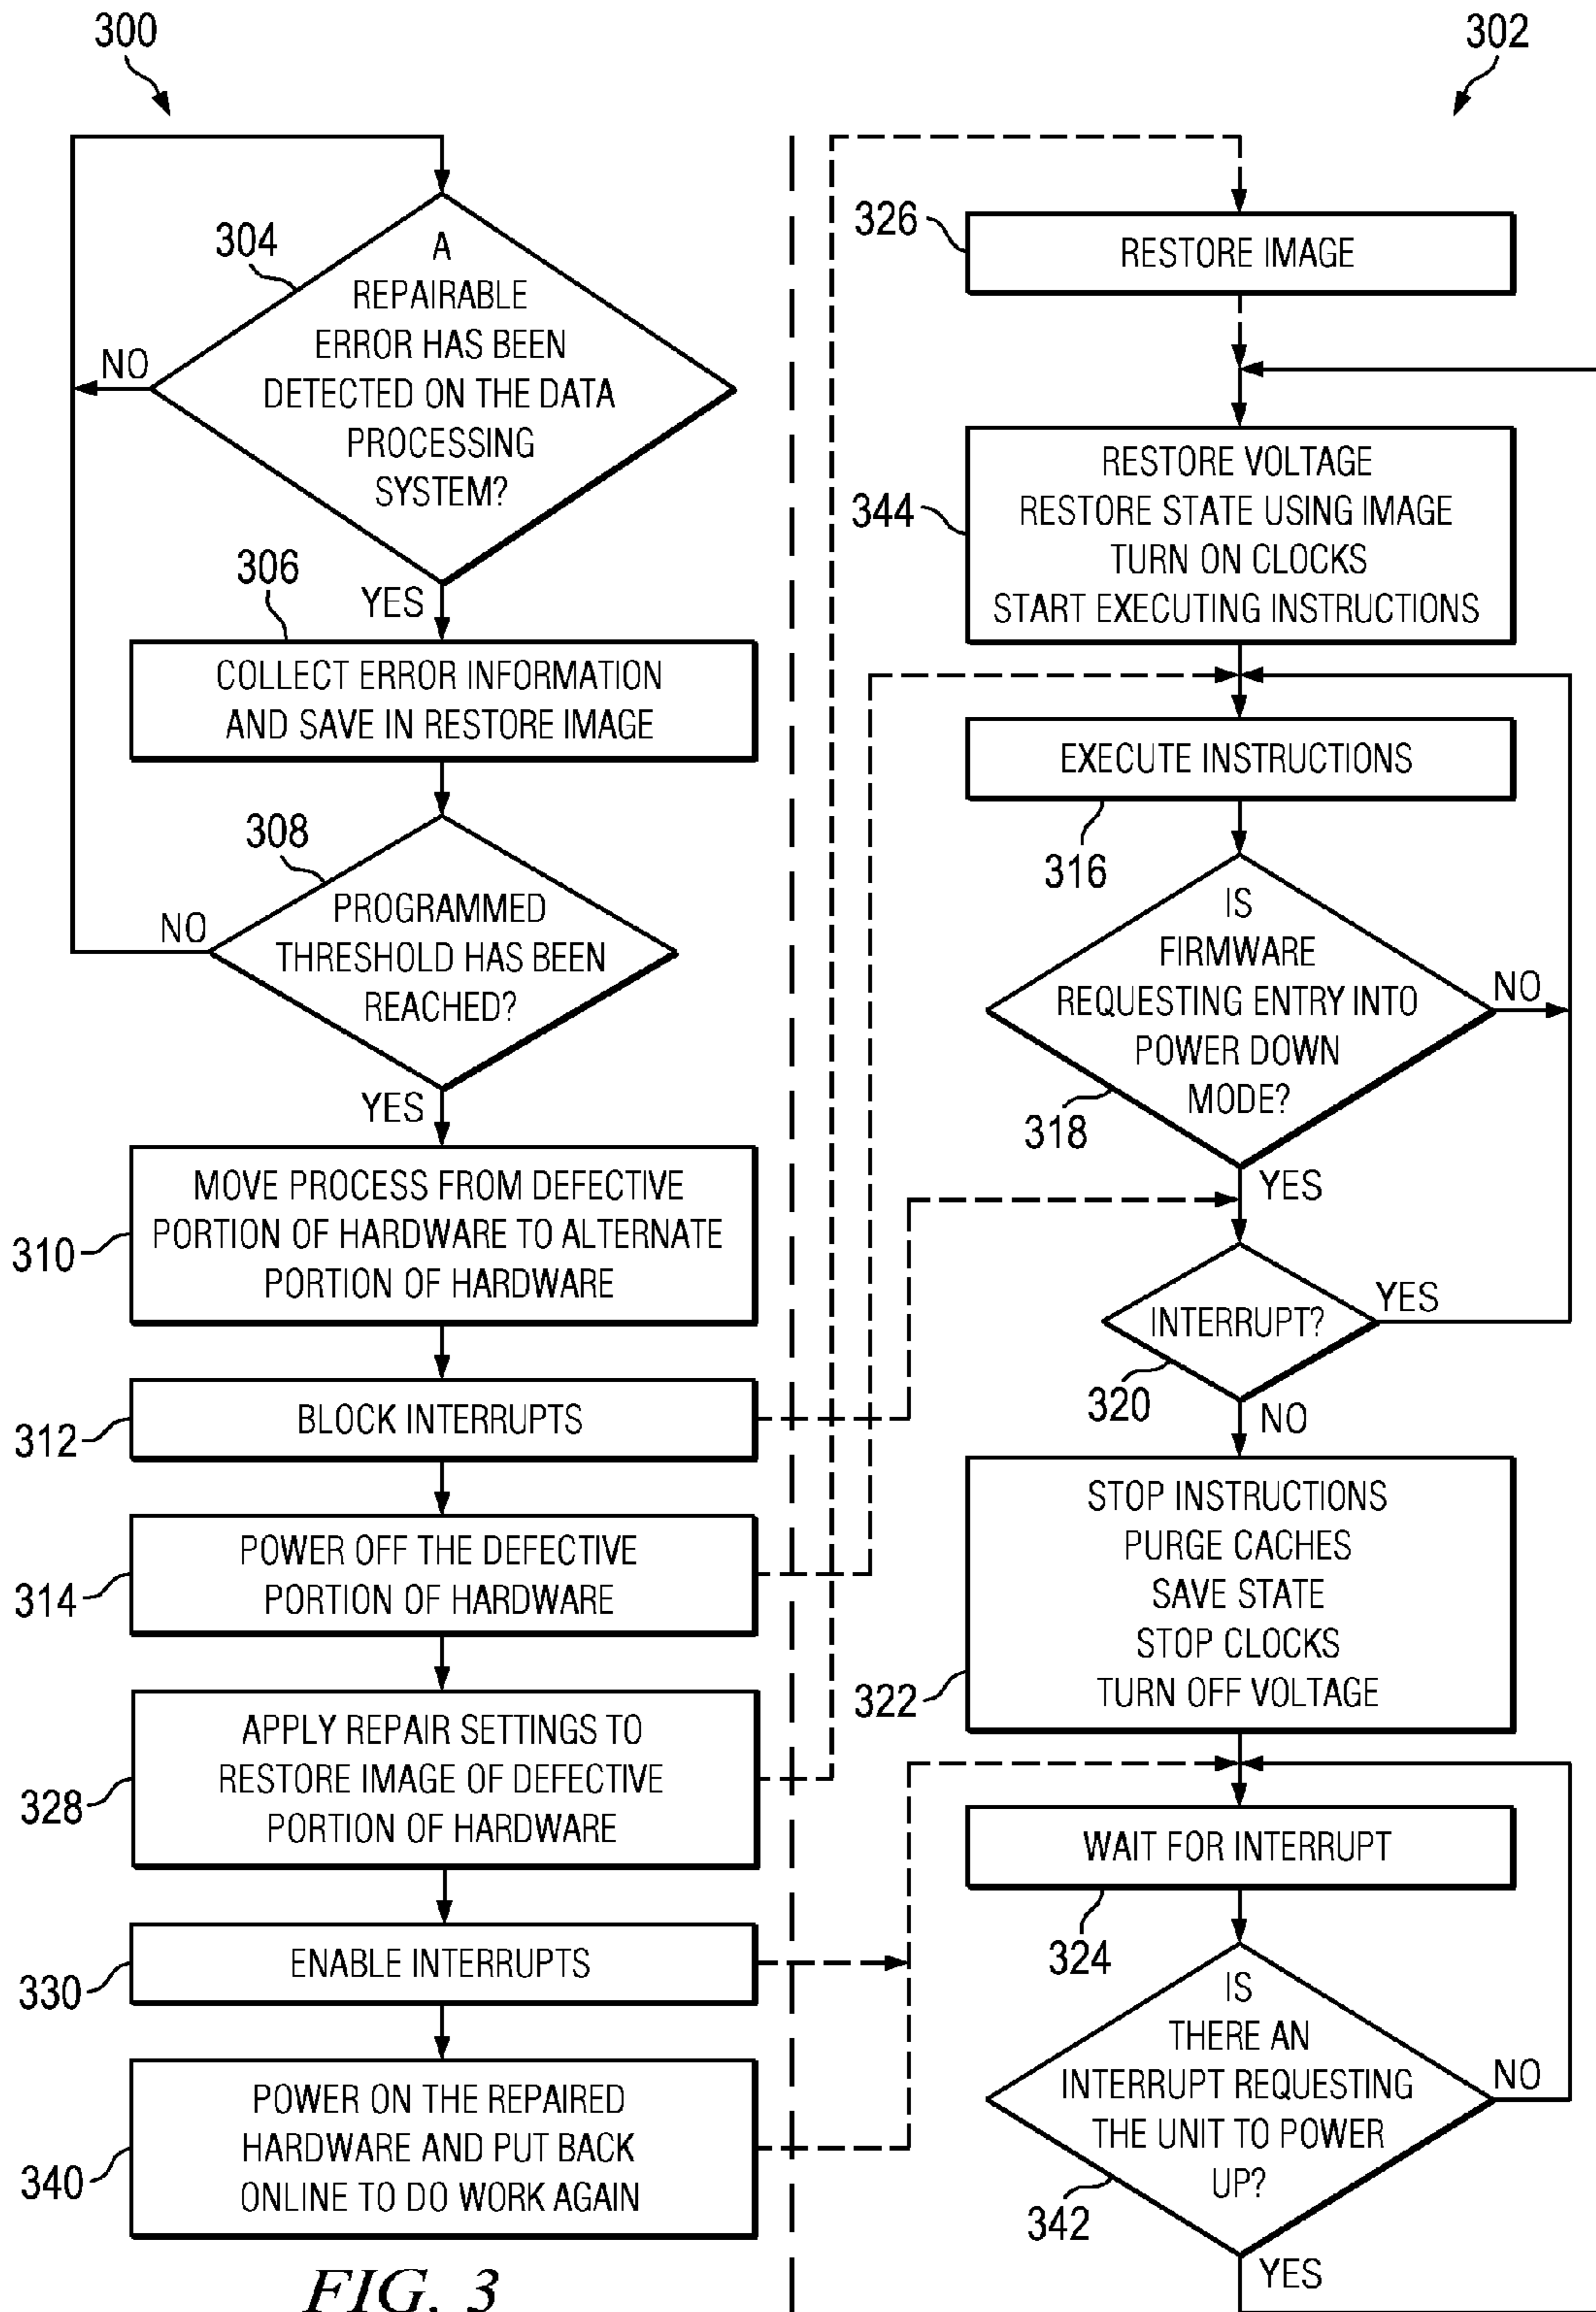 300
304
A
REPAIRABLE
ERROR HAS BEEN
DETECTED ON THE DATA
PROCESSING
SYSTEM?
NO
YES
306
COLLECT ERROR INFORMATION
AND SAVE IN RESTORE IMAGE
308
PROGRAMMED
THRESHOLD HAS BEEN
REACHED?
NO
YES
310
MOVE PROCESS FROM DEFECTIVE
PORTION OF HARDWARE TO ALTERNATE
PORTION OF HARDWARE
312
BLOCK INTERRUPTS
314
POWER OFF THE DEFECTIVE
PORTION OF HARDWARE
328
APPLY REPAIR SETTINGS TO
RESTORE IMAGE OF DEFECTIVE
PORTION OF HARDWARE
330
ENABLE INTERRUPTS
340
POWER ON THE REPAIRED
HARDWARE AND PUT BACK
ONLINE TO DO WORK AGAIN
FIG. 3
302
326
RESTORE IMAGE
344
RESTORE VOLTAGE
RESTORE STATE USING IMAGE
TURN ON CLOCKS
START EXECUTING INSTRUCTIONS
EXECUTE INSTRUCTIONS
316
IS
FIRMWARE
REQUESTING ENTRY INTO
POWER DOWN
MODE?
NO
318
YES
INTERRUPT?
YES
320
NO
STOP INSTRUCTIONS
PURGE CACHES
SAVE STATE
STOP CLOCKS
TURN OFF VOLTAGE
322
WAIT FOR INTERRUPT
324
IS
THERE AN
INTERRUPT REQUESTING
THE UNIT TO POWER
UP?
NO
342
YES